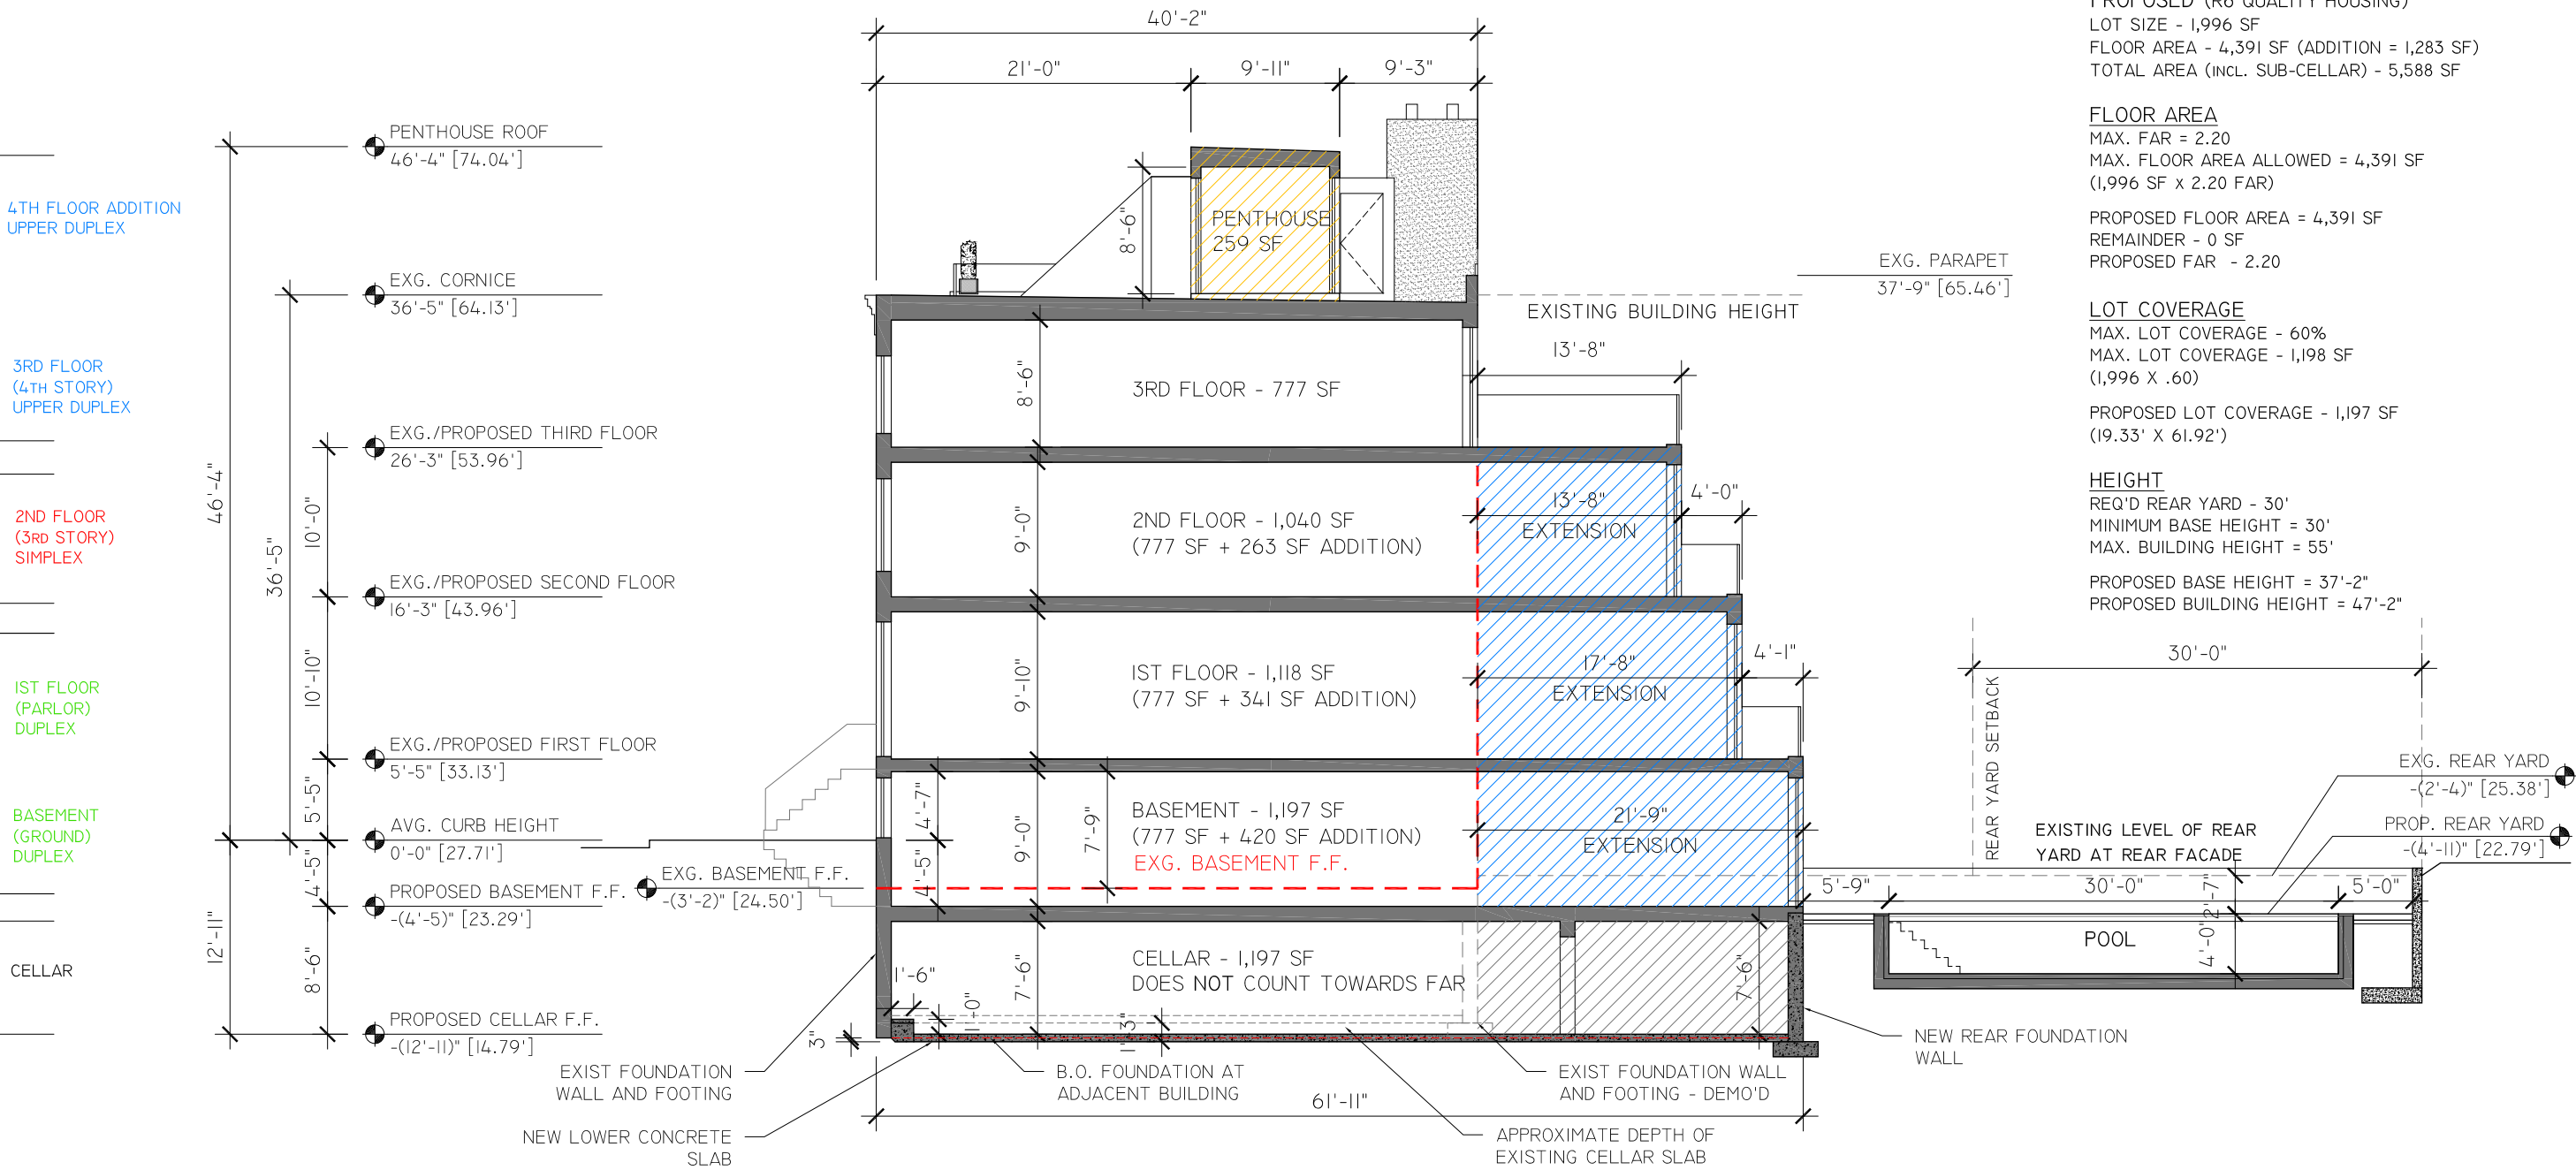 40'-2"
21'-0"
9'-11"
9'-3"
PROPOSED (R6 QUALITY HOUSING)
LOT SIZE - 1,996 SF
FLOOR AREA - 4,391 SF (ADDITION = 1,283 SF)
TOTAL AREA (INCL. SUB-CELLAR) - 5,588 SF
FLOOR AREA
MAX. FAR = 2.20
MAX. FLOOR AREA ALLOWED = 4,391 SF
(1,996 SF X 2.20 FAR)
PROPOSED FLOOR AREA = 4,391 SF
REMAINDER - 0 SF
PROPOSED FAR - 2.20
LOT COVERAGE
MAX. LOT COVERAGE - 60%
MAX. LOT COVERAGE - 1,198 SF
(1,996 X .60)
PROPOSED LOT COVERAGE - 1,197 SF
(19.33' X 61.92')
HEIGHT
REQ'D REAR YARD - 30'
MINIMUM BASE HEIGHT = 30'
MAX. BUILDING HEIGHT = 55'
PROPOSED BASE HEIGHT = 37'-2"
PROPOSED BUILDING HEIGHT = 47'-2"
4TH FLOOR ADDITION
UPPER DUPLEX
3RD FLOOR
(4TH STORY)
UPPER DUPLEX
2ND FLOOR
(3RD STORY)
SIMPLEX
1ST FLOOR
(PARLOR)
DUPLEX
BASEMENT
(GROUND)
DUPLEX
CELLAR
46'-4"
12'-11"
36'-5"
10'-0"
10'-10"
5'-5"
4'-5"
8'-6"
PENTHOUSE ROOF
46'-4" [74.04']
EXG. CORNICE
36'-5" [64.13']
EXG./PROPOSED THIRD FLOOR
26'-3" [53.96']
EXG./PROPOSED SECOND FLOOR
16'-3" [43.96']
EXG./PROPOSED FIRST FLOOR
5'-5" [33.13']
AVG. CURB HEIGHT
0'-0" [27.71']
PROPOSED BASEMENT F.F.
-(4'-5)" [23.29']
EXG. BASEMENT F.F.
-(3'-2)" [24.50']
PROPOSED CELLAR F.F.
-(12'-11)" [14.79']
8'-6"
PENTHOUSE
259 SF
EXG. PARAPET
37'-9" [65.46']
EXISTING BUILDING HEIGHT
13'-8"
8'-6"
3RD FLOOR - 777 SF
9'-0"
2ND FLOOR - 1,040 SF
(777 SF + 263 SF ADDITION)
13'-8"
EXTENSION
4'-0"
9'-10"
1ST FLOOR - 1,118 SF
(777 SF + 341 SF ADDITION)
17'-8"
EXTENSION
4'-1"
4'-7"
4'-5"
9'-0"
7'-9"
BASEMENT - 1,197 SF
(777 SF + 420 SF ADDITION)
EXG. BASEMENT F.F.
21'-9"
EXTENSION
30'-0"
REAR YARD SETBACK
EXG. REAR YARD
-(2'-4)" [25.38']
PROP. REAR YARD
-(4'-11)" [22.79']
EXISTING LEVEL OF REAR
YARD AT REAR FACADE
5'-9"
30'-0"
5'-0"
2'-7"
4'-0"
POOL
1'-6"
1'-0"
7'-6"
1'-3"
3"
CELLAR - 1,197 SF
DOES NOT COUNT TOWARDS FAR
7'-6"
NEW REAR FOUNDATION
WALL
EXIST FOUNDATION
WALL AND FOOTING
B.O. FOUNDATION AT
ADJACENT BUILDING
EXIST FOUNDATION WALL
AND FOOTING - DEMO'D
61'-11"
NEW LOWER CONCRETE
SLAB
APPROXIMATE DEPTH OF
EXISTING CELLAR SLAB